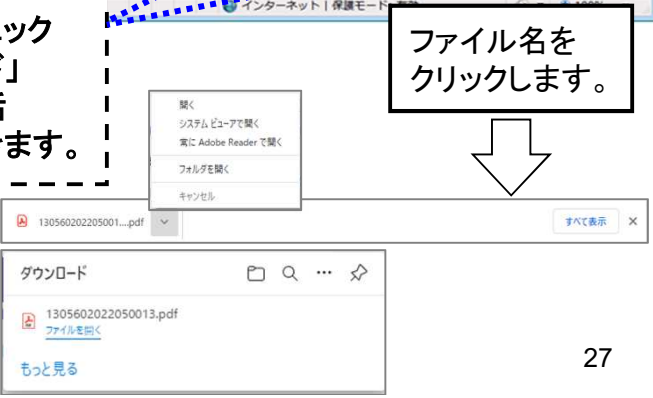 インターネット | 保護モード: 有効
100%
ック
」
ます。
ファイル名を
クリックします。
開く
システム ビューアで開く
常に Adobe Reader で開く
フォルダを開く
キャンセル
130560202205001....pdf
すべて表示
ダウンロード
1305602022050013.pdf
ファイルを開く
もっと見る
27